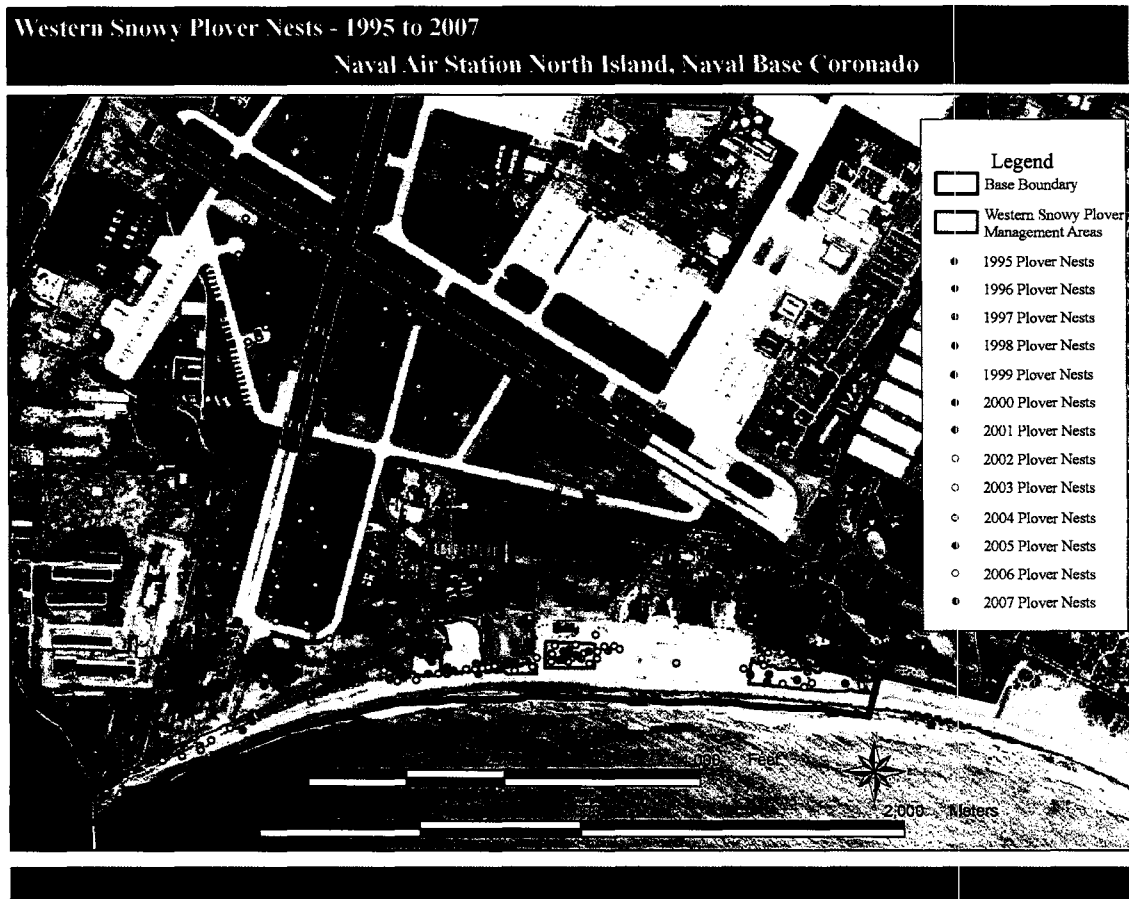 Western Snowy Plover Nests - 1995 to 2007
Naval Air Station North Island, Naval Base Coronado
Legend
Base Boundary
Western Snowy Plover
Management Areas
1995 Plover Nests
1996 Plover Nests
1997 Plover Nests
1998 Plover Nests
1999 Plover Nests
2000 Plover Nests
2001 Plover Nests
2002 Plover Nests
2003 Plover Nests
2004 Plover Nests
2005 Plover Nests
2006 Plover Nests
2007 Plover Nests
Feet
2,000 Meters